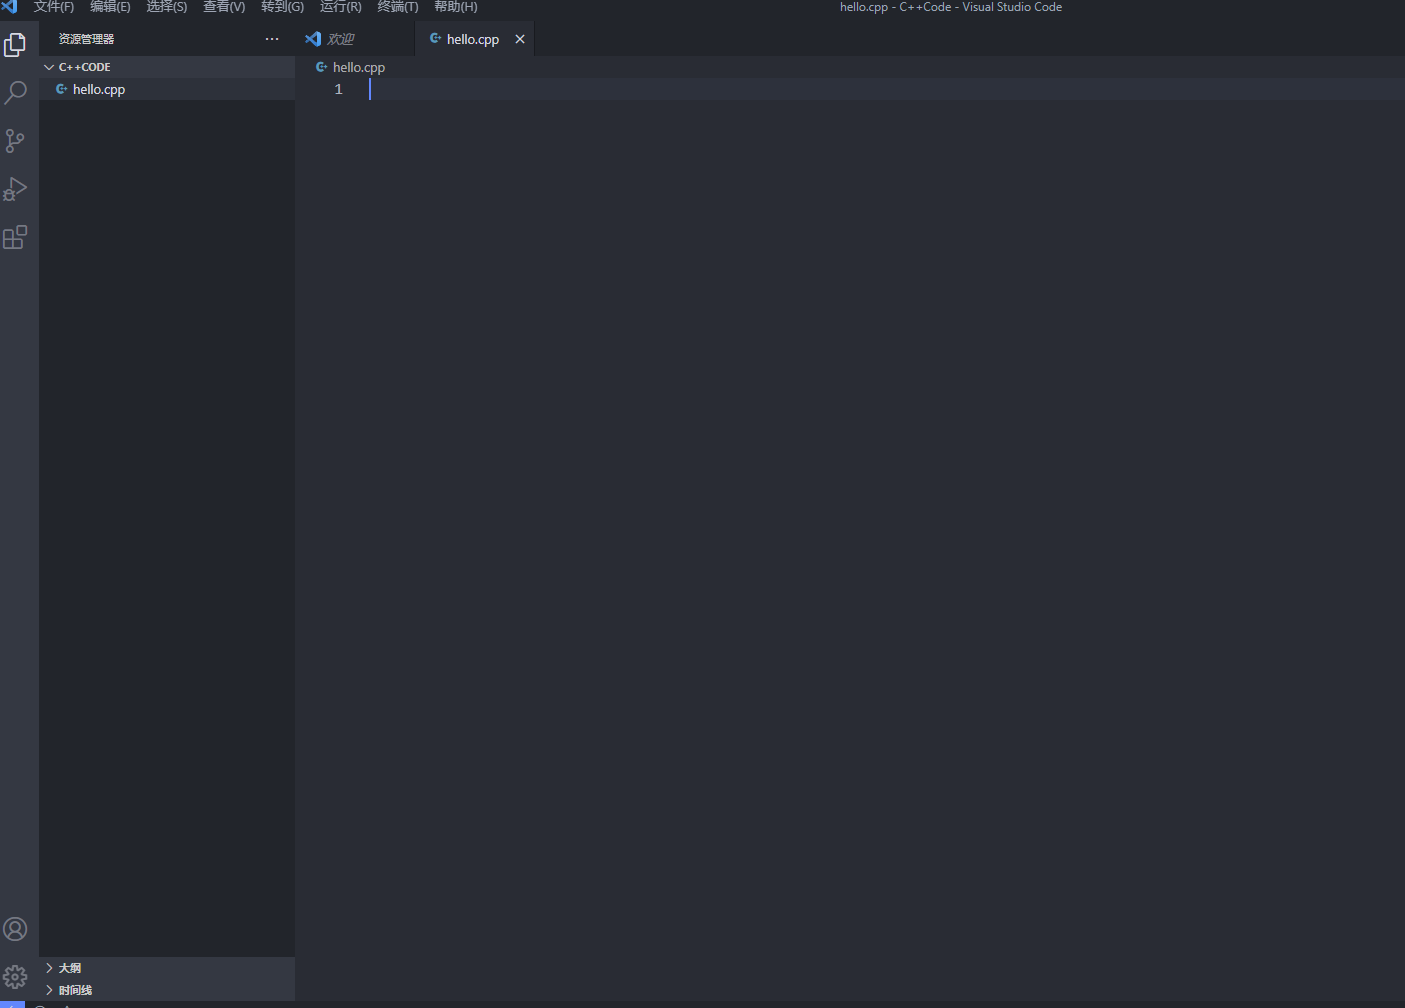 文件(F) 编辑(E) 选择(S) 查看(V) 转到(G) 运行(R) 终端(T) 帮助(H) hello.cpp - C++Code - Visual Studio Code
资源管理器 ··· 欢迎 hello.cpp ×
C++CODE
hello.cpp
hello.cpp
1
大纲
时间线